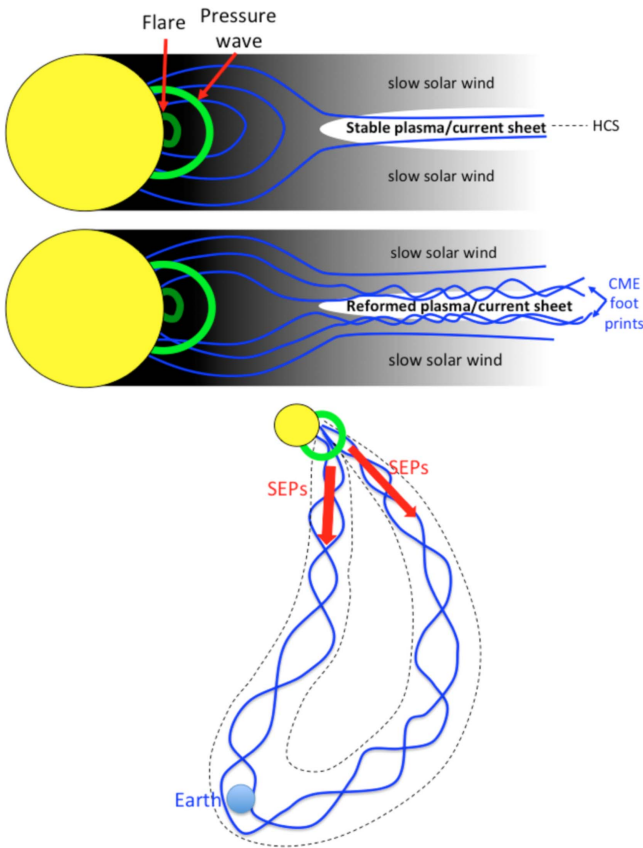 Flare
Pressure
wave
slow solar wind
Stable plasma/current sheet
HCS
slow solar wind
slow solar wind
Reformed plasma/current sheet
CME
foot
prints
slow solar wind
SEPs
SEPs
Earth